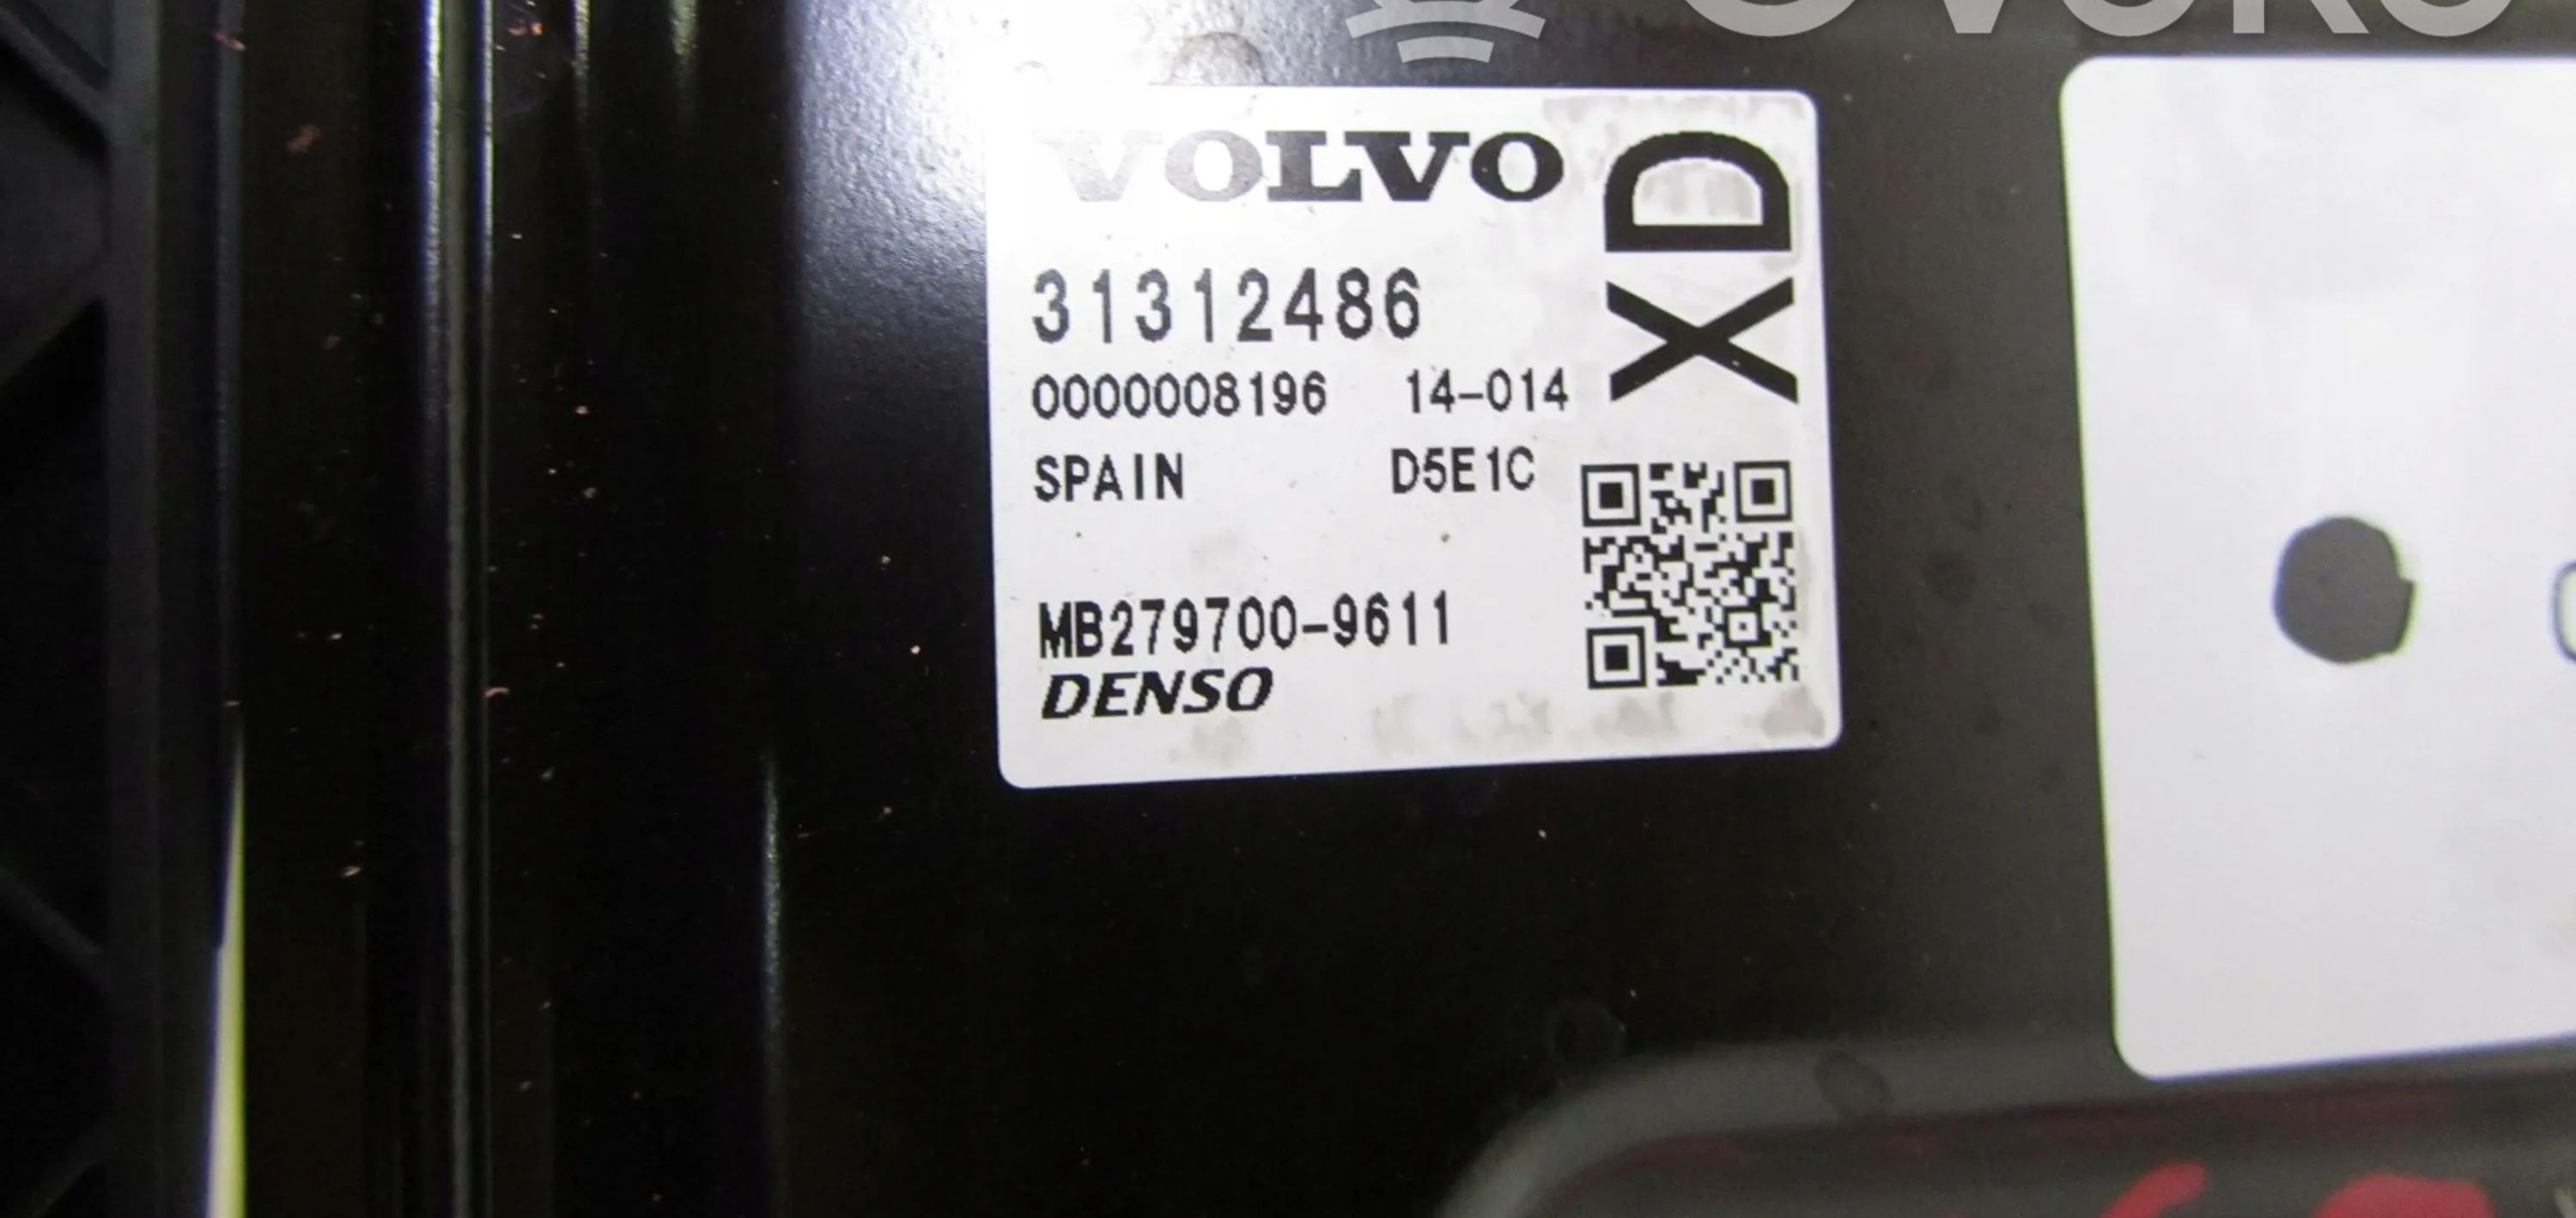 VOLVO
XD
31312486
0000008196 14-014
SPAIN D5E1C
MB279700-9611
DENSO